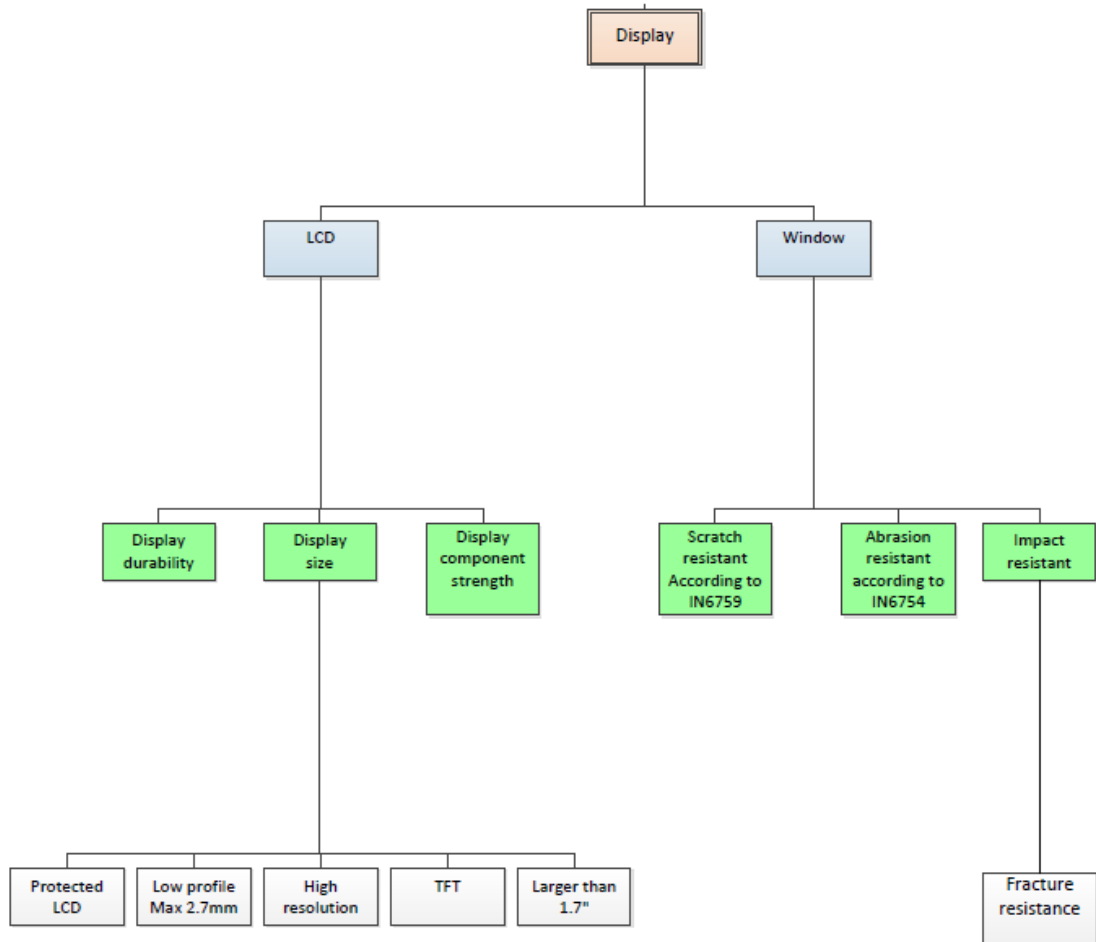 Display
LCD
Window
Display
durability
Display
size
Display
component
strength
Scratch
resistant
According to
IN6759
Abrasion
resistant
according to
IN6754
Impact
resistant
Protected
LCD
Low profile
Max 2.7mm
High
resolution
TFT
Larger than
1.7"
Fracture
resistance